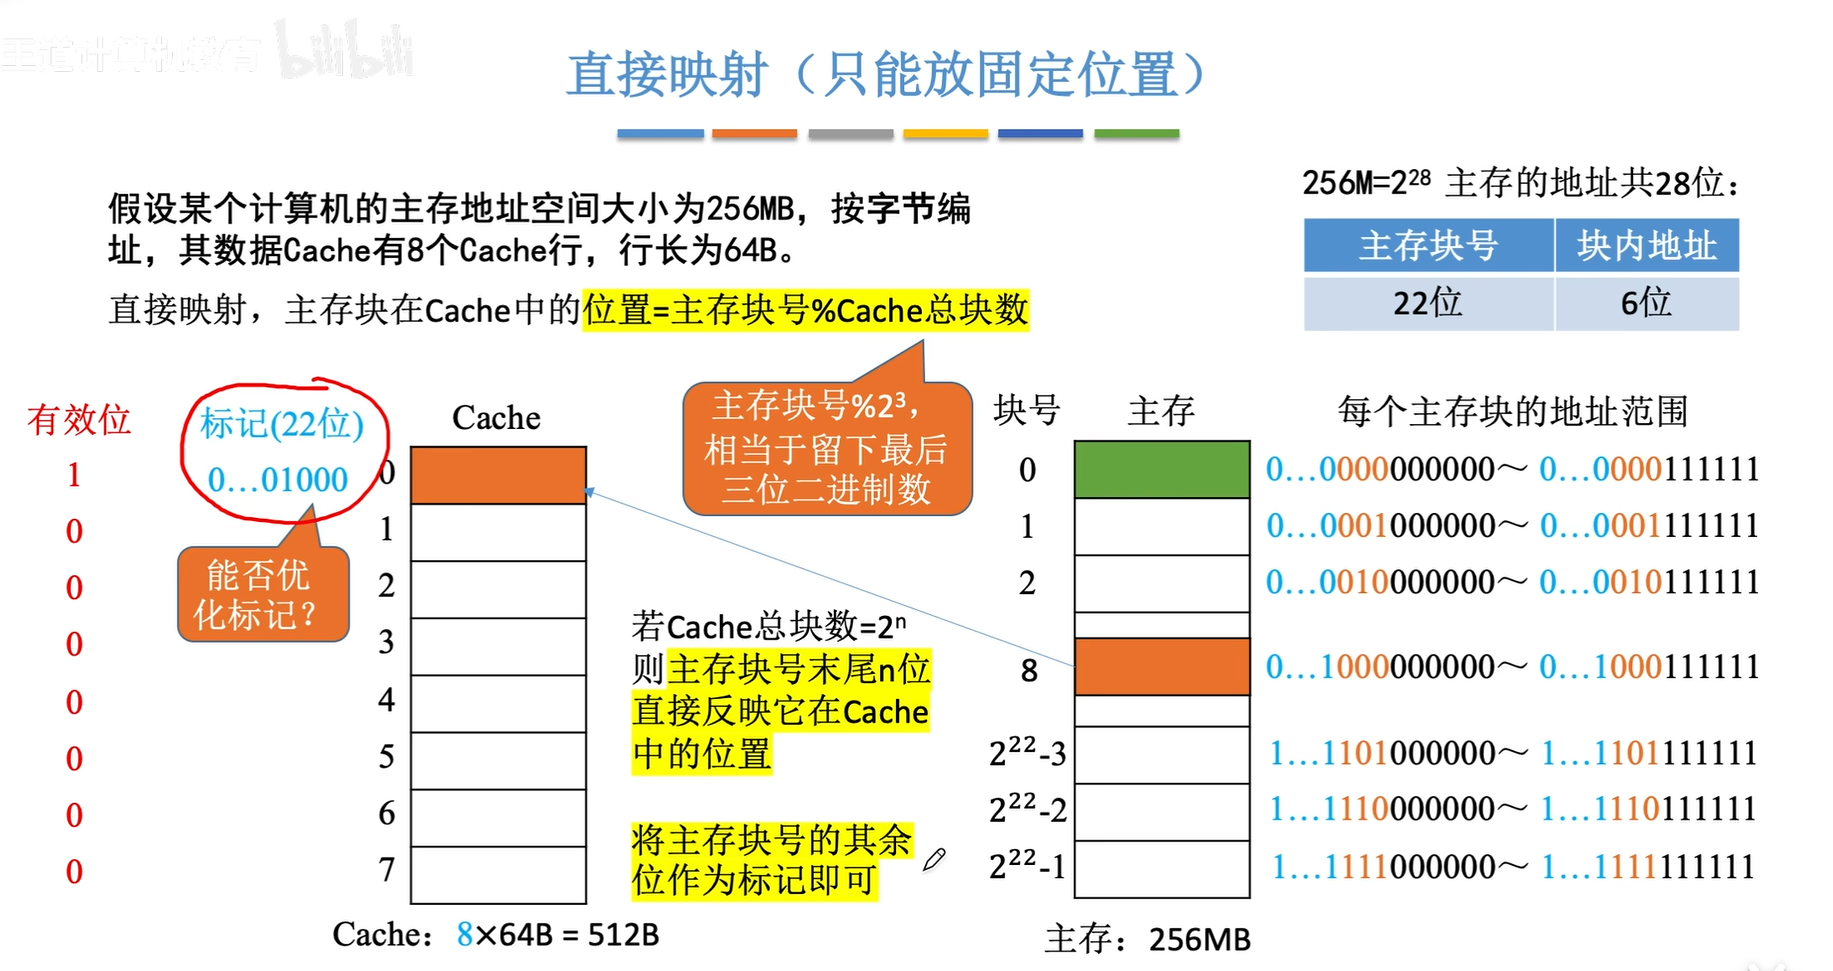 王道计算机教育 bilibili
直接映射（只能放固定位置）
假设某个计算机的主存地址空间大小为256MB，按字节编
址，其数据Cache有8个Cache行，行长为64B。
直接映射，主存块在Cache中的位置=主存块号%Cache总块数
256M=2²⁸ 主存的地址共28位：
主存块号 块内地址
22位 6位
主存块号%2³，
相当于留下最后
三位二进制数
有效位 标记(22位) Cache
1 0…01000 0
0 1
0 2
0 3
0 4
0 5
0 6
0 7
能否优
化标记？
Cache：8×64B = 512B
若Cache总块数=2ⁿ
则主存块号末尾n位
直接反映它在Cache
中的位置
将主存块号的其余
位作为标记即可
块号 主存 每个主存块的地址范围
0 0…0000000000～ 0…0000111111
1 0…0001000000～ 0…0001111111
2 0…0010000000～ 0…0010111111
8 0…1000000000～ 0…1000111111
2²²-3 1…1101000000～ 1…1101111111
2²²-2 1…1110000000～ 1…1110111111
2²²-1 1…1111000000～ 1…1111111111
主存：256MB